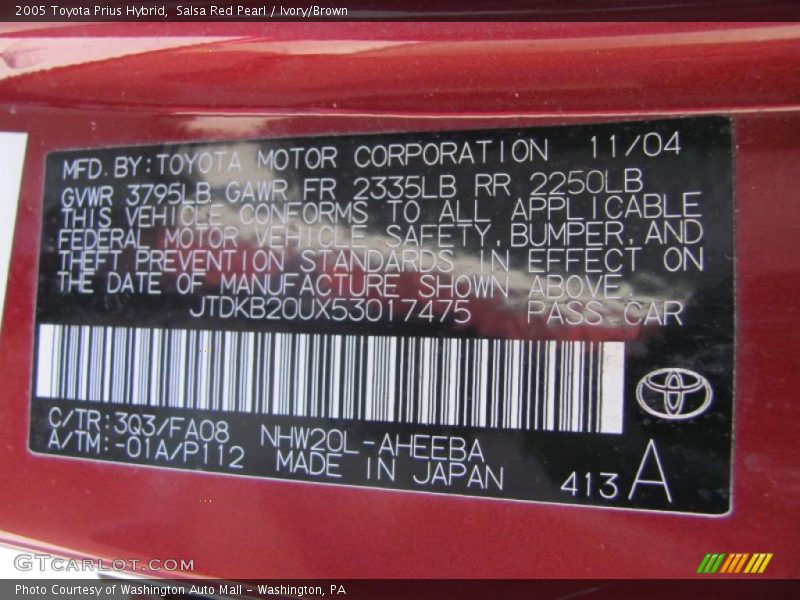 2005 Toyota Prius Hybrid, Salsa Red Pearl / Ivory/Brown
MFD. BY: TOYOTA MOTOR CORPORATION 11/04
GVWR 3795LB GAWR FR 2335LB RR 2250LB
THIS VEHICLE CONFORMS TO ALL APPLICABLE
FEDERAL MOTOR VEHICLE SAFETY, BUMPER, AND
THEFT PREVENTION STANDARDS IN EFFECT ON
THE DATE OF MANUFACTURE SHOWN ABOVE
JTDKB20UX53017475 PASS CAR
C/TR: 3Q3/FA08 NHW20L-AHEEBA
A/TM: -01A/P112 MADE IN JAPAN
413 A
GTCARLOT.COM
Photo Courtesy of Washington Auto Mall - Washington, PA